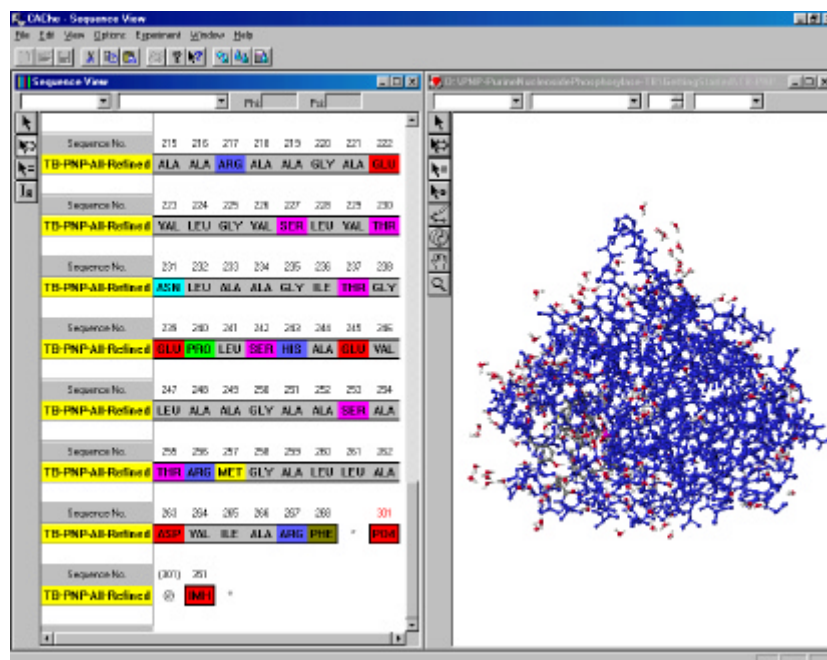 CAChe - Sequence View
File Edit View Options Experiment Window Help
Sequence View
Phi Psi
Sequence No. 215 216 217 218 219 220 221 222
TB-PNP-All-Refined ALA ALA ARG ALA ALA GLY ALA GLU
Sequence No. 223 224 225 226 227 228 229 230
TB-PNP-All-Refined VAL LEU GLY VAL SER LEU VAL THR
Sequence No. 231 232 233 234 235 236 237 238
TB-PNP-All-Refined ASN LEU ALA ALA GLY ILE THR GLY
Sequence No. 239 240 241 242 243 244 245 246
TB-PNP-All-Refined GLU PRO LEU SER HIS ALA GLU VAL
Sequence No. 247 248 249 250 251 252 253 254
TB-PNP-All-Refined LEU ALA ALA GLY ALA ALA SER ALA
Sequence No. 255 256 257 258 259 260 261 262
TB-PNP-All-Refined THR ARG MET GLY ALA LEU LEU ALA
Sequence No. 263 264 265 266 267 268 301
TB-PNP-All-Refined ASP VAL ILE ALA ARG PHE * PO4
Sequence No. (301) 351
TB-PNP-All-Refined IMH *